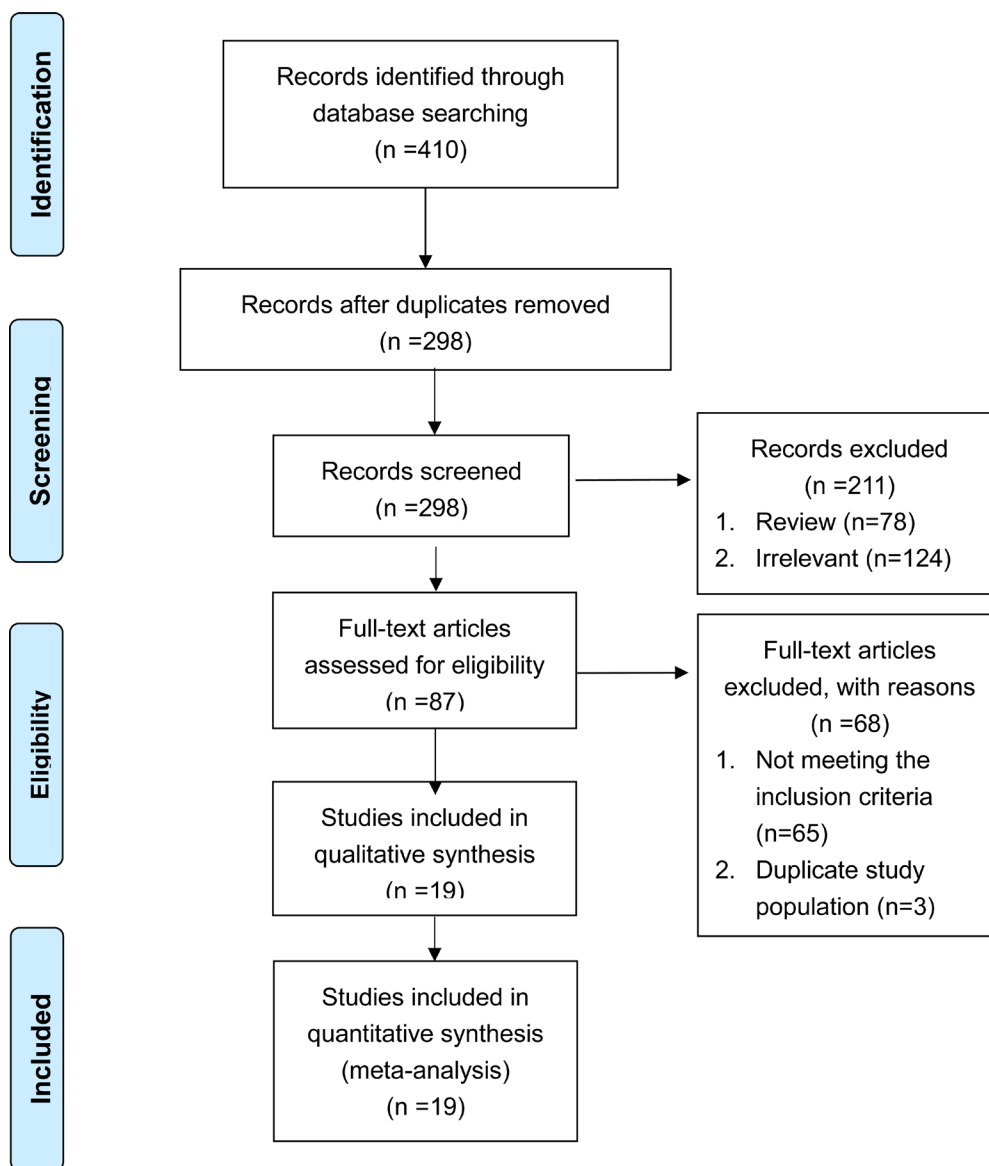 Identification
Records identified through
database searching
(n =410)
Records after duplicates removed
(n =298)
Screening
Records screened
(n =298)
Records excluded
(n =211)
1. Review (n=78)
2. Irrelevant (n=124)
Eligibility
Full-text articles
assessed for eligibility
(n =87)
Full-text articles
excluded, with reasons
(n =68)
1. Not meeting the
inclusion criteria
(n=65)
2. Duplicate study
population (n=3)
Studies included in
qualitative synthesis
(n =19)
Included
Studies included in
quantitative synthesis
(meta-analysis)
(n =19)